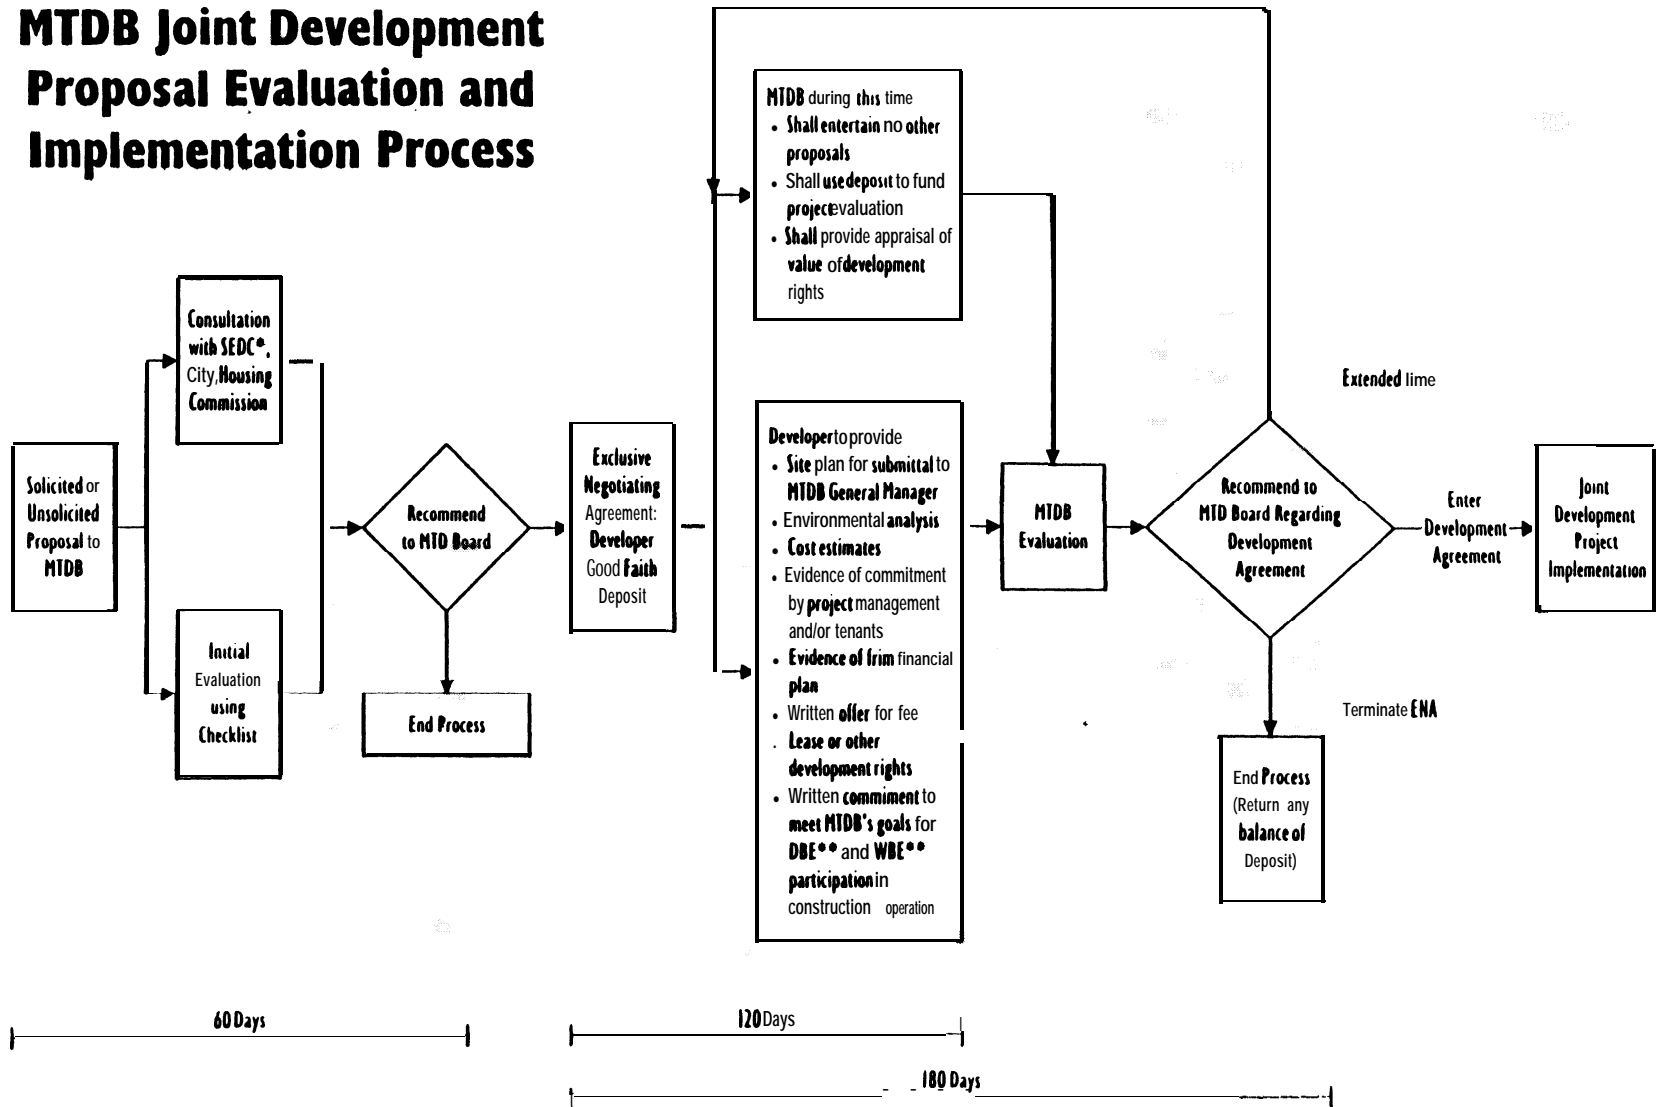 MTDB Joint Development
Proposal Evaluation and
Implementation Process
Solicited or
Unsolicited
Proposal to
MTDB
Consultation
with SEDC*,
City, Housing
Commission
Initial
Evaluation
using
Checklist
Recommend
to MTD Board
End Process
Exclusive
Negotiating
Agreement:
Developer
Good Faith
Deposit
MTDB during this time
• Shall entertain no other
proposals
• Shall use deposit to fund
project evaluation
• Shall provide appraisal of
value of development
rights
Developer to provide
• Site plan for submittal to
MTDB General Manager
• Environmental analysis
• Cost estimates
• Evidence of commitment
by project management
and/or tenants
• Evidence of frim financial
plan
• Written offer for fee
. Lease or other
development rights
• Written commiment to
meet MTDB's goals for
DBE** and WBE**
participation in
construction operation
MTDB
Evaluation
Recommend to
MTD Board Regarding
Development
Agreement
Extended lime
Enter
Development
Agreement
Joint
Development
Project
Implementation
Terminate ENA
End Process
(Return any
balance of
Deposit)
60 Days
120 Days
180 Days